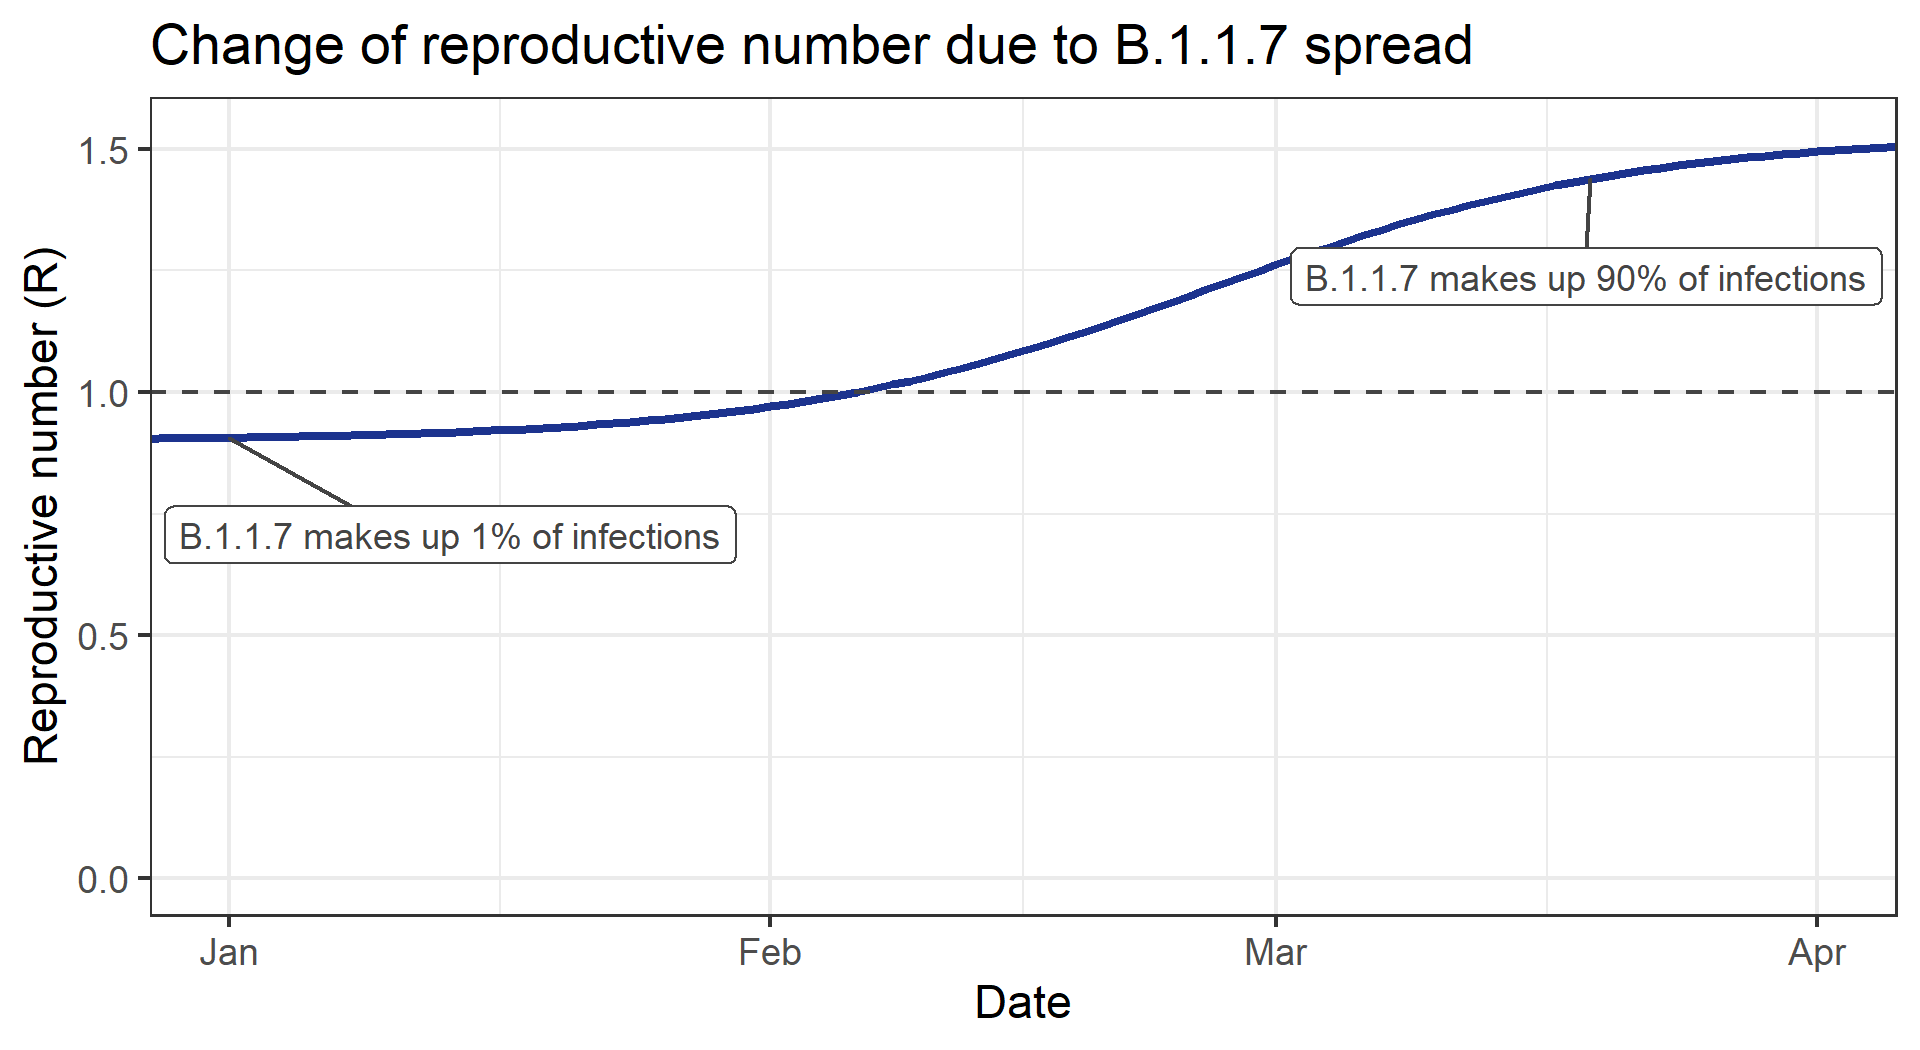 Change of reproductive number due to B.1.1.7 spread
Reproductive number (R)
1.5
1.0
0.5
0.0
B.1.1.7 makes up 90% of infections
B.1.1.7 makes up 1% of infections
Jan Feb Mar Apr
Date